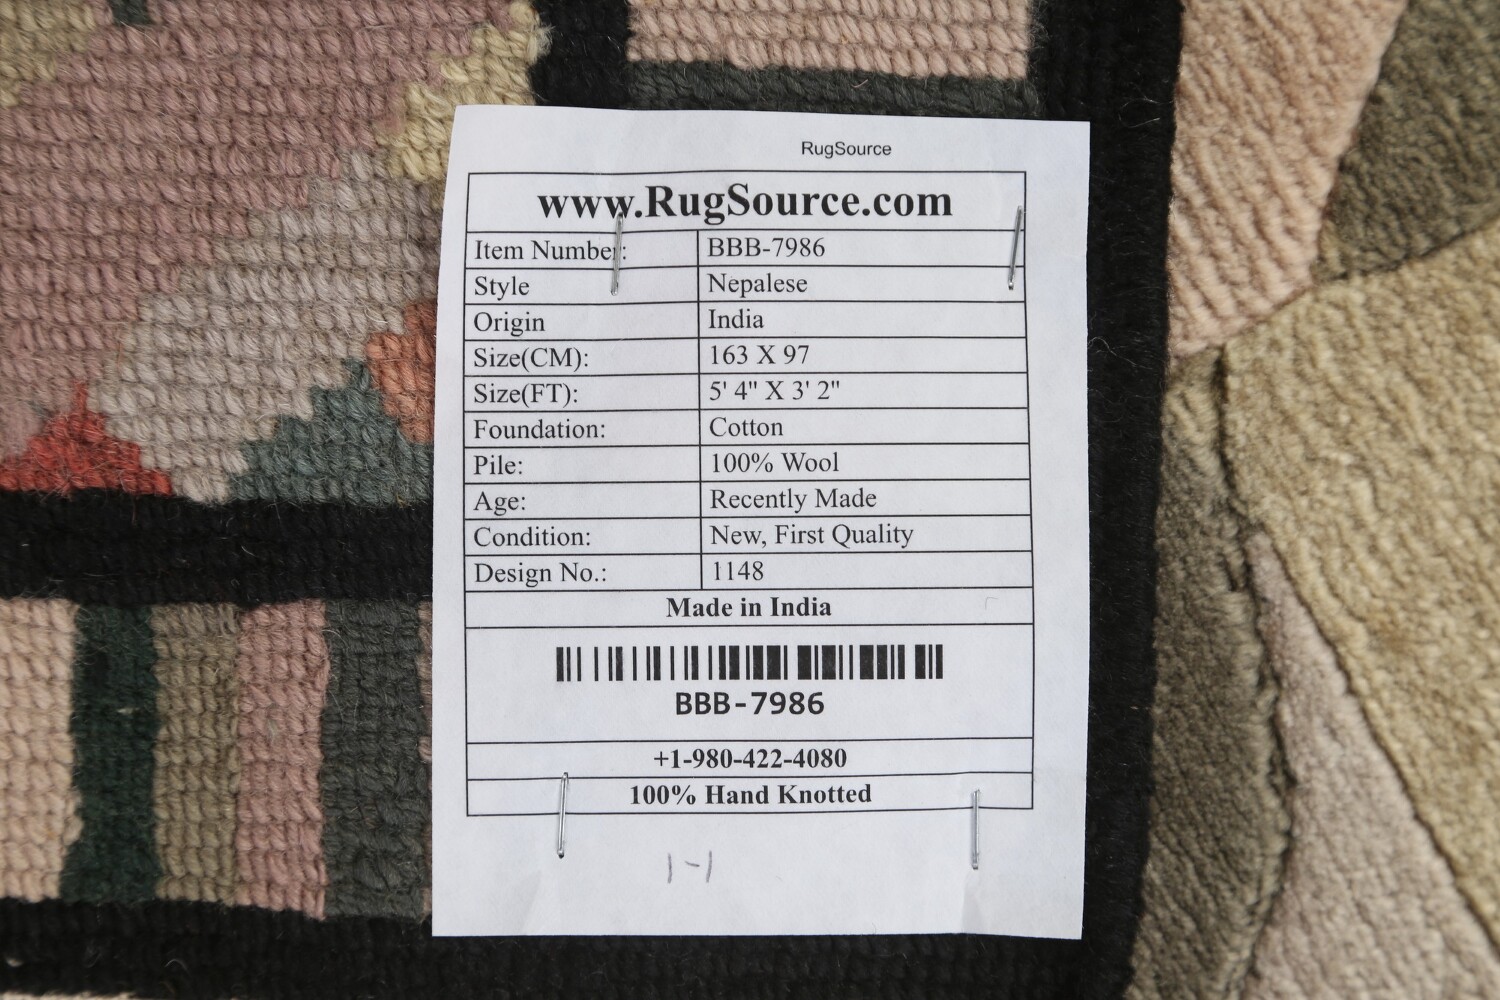 RugSource
www.RugSource.com
Item Number: BBB-7986
Style Nepalese
Origin India
Size(CM): 163 X 97
Size(FT): 5' 4" X 3' 2"
Foundation: Cotton
Pile: 100% Wool
Age: Recently Made
Condition: New, First Quality
Design No.: 1148
Made in India
BBB-7986
+1-980-422-4080
100% Hand Knotted
1-1